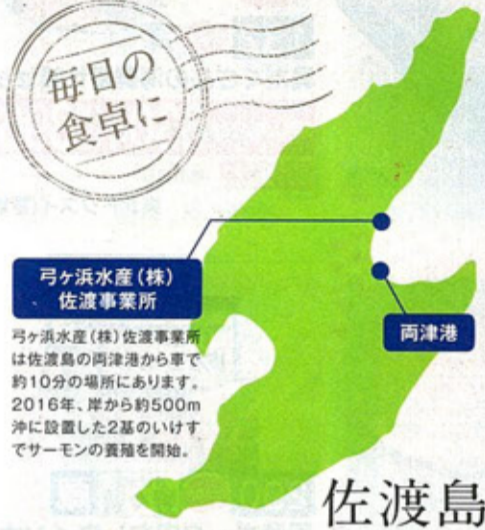 毎日の
食卓に
弓ヶ浜水産(株)
佐渡事業所
弓ヶ浜水産(株)佐渡事業所
は佐渡島の両津港から車で
約10分の場所にあります。
2016年、岸から約500m
沖に設置した2基のいけす
でサーモンの養殖を開始。
両津港
佐渡島